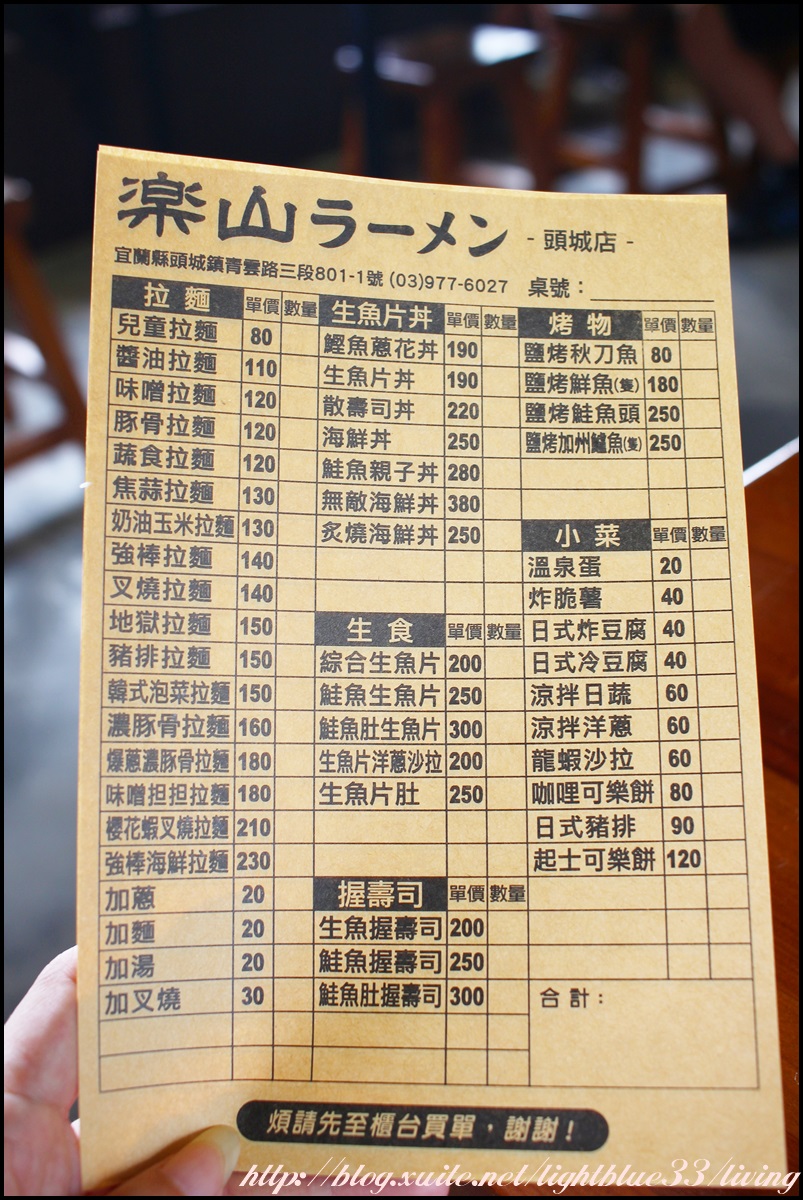 楽山ラーメン - 頭城店 -
宜蘭縣頭城鎮青雲路三段801-1號 (03)977-6027 桌號：
拉麵 單價 數量
兒童拉麵 80
醬油拉麵 110
味噌拉麵 120
豚骨拉麵 120
蔬食拉麵 120
焦蒜拉麵 130
奶油玉米拉麵 130
強棒拉麵 140
叉燒拉麵 140
地獄拉麵 150
豬排拉麵 150
韓式泡菜拉麵 150
濃豚骨拉麵 160
爆蔥濃豚骨拉麵 180
味噌担担拉麵 180
櫻花蝦叉燒拉麵 210
強棒海鮮拉麵 230
加蔥 20
加麵 20
加湯 20
加叉燒 30
生魚片丼 單價 數量
鰹魚蔥花丼 190
生魚片丼 190
散壽司丼 220
海鮮丼 250
鮭魚親子丼 280
無敵海鮮丼 380
炙燒海鮮丼 250
生食 單價 數量
綜合生魚片 200
鮭魚生魚片 250
鮭魚肚生魚片 300
生魚片洋蔥沙拉 200
生魚片肚 250
握壽司 單價 數量
生魚握壽司 200
鮭魚握壽司 250
鮭魚肚握壽司 300
烤物 單價 數量
鹽烤秋刀魚 80
鹽烤鮮魚(隻) 180
鹽烤鮭魚頭 250
鹽烤加州鱸魚(隻) 250
小菜 單價 數量
溫泉蛋 20
炸脆薯 40
日式炸豆腐 40
日式冷豆腐 40
涼拌日蔬 60
涼拌洋蔥 60
龍蝦沙拉 60
咖哩可樂餅 80
日式豬排 90
起士可樂餅 120
合計：
煩請先至櫃台買單，謝謝！
http://blog.xuite.net/lightblue33/living